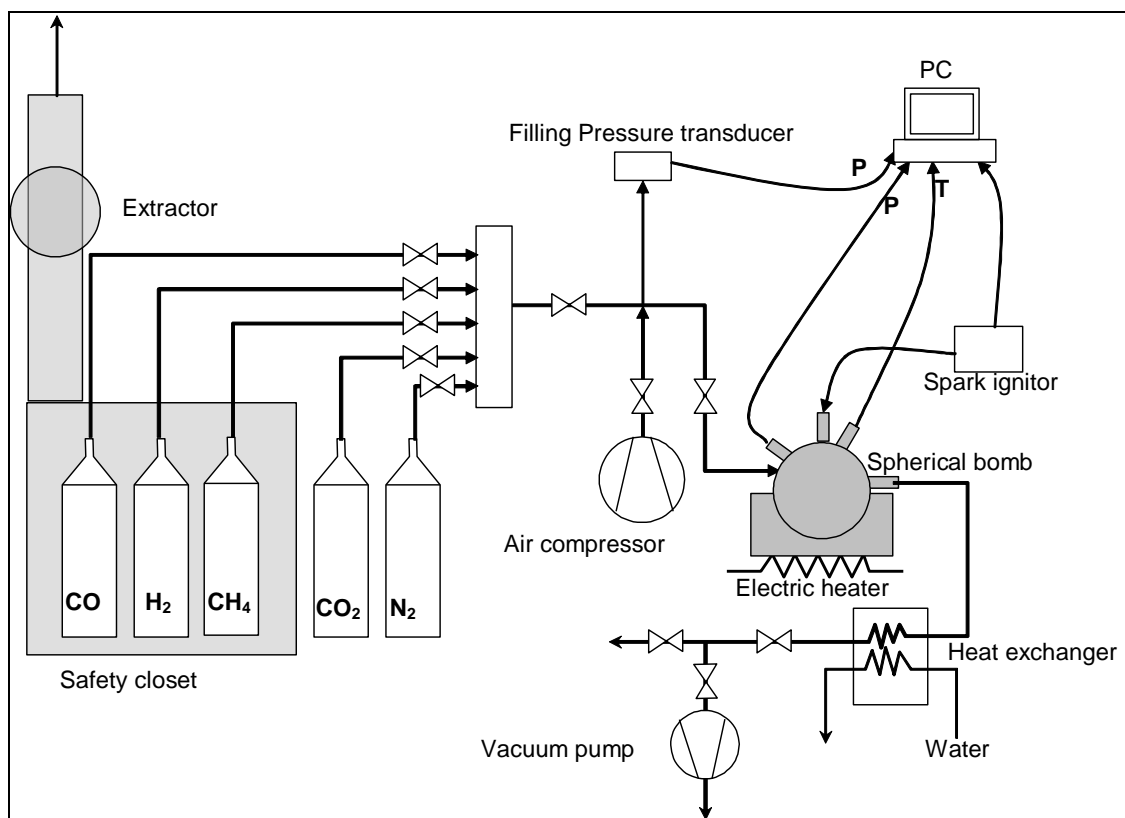 PC
Filling Pressure transducer
P
P
T
Extractor
Spark ignitor
Spherical bomb
Air compressor
Electric heater
CO
H₂
CH₄
CO₂
N₂
Safety closet
Heat exchanger
Vacuum pump
Water